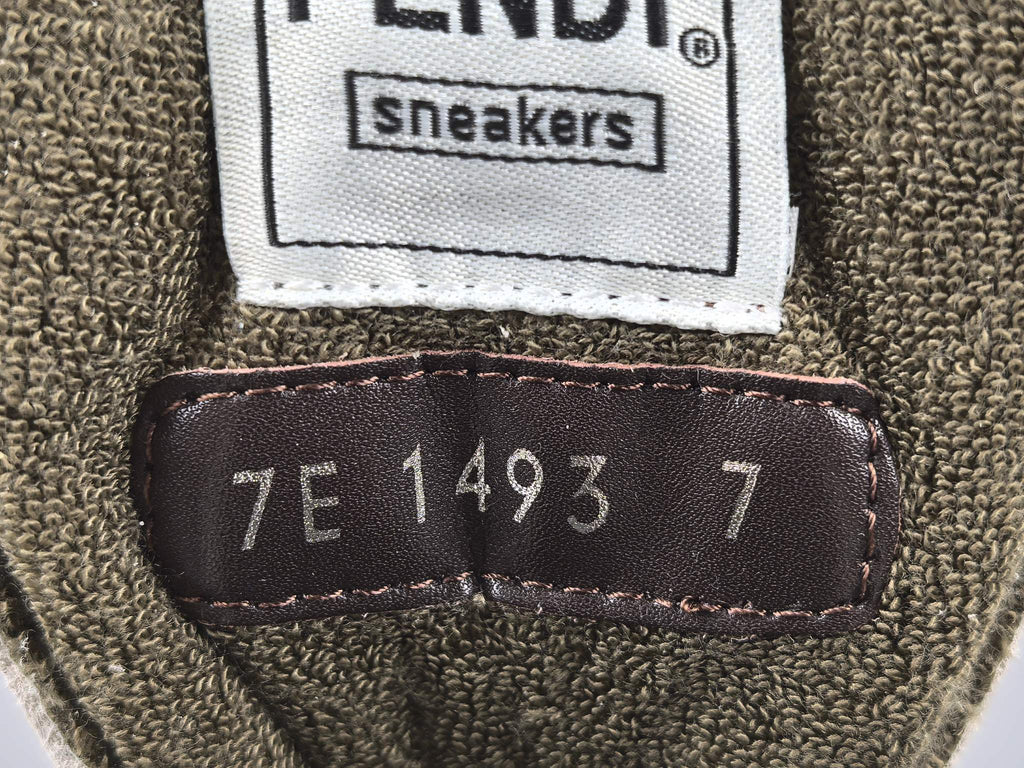 FENDI®
sneakers
7E 1493 7